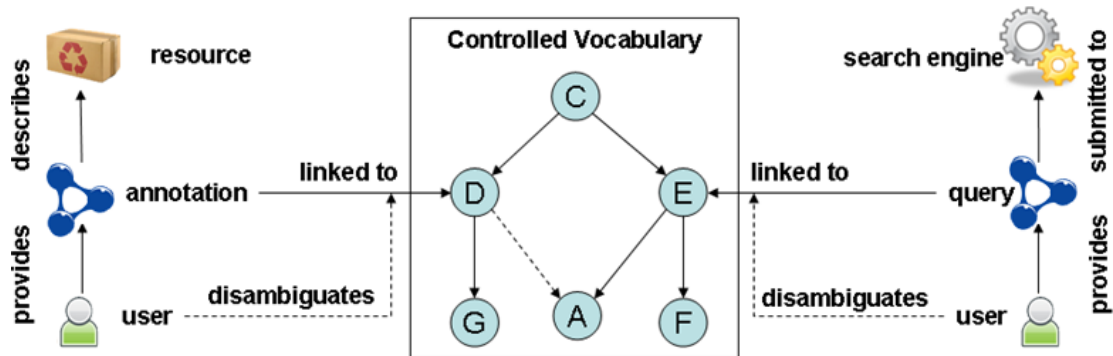 Controlled Vocabulary
resource
search engine
describes
submitted to
C
annotation
linked to
D
E
linked to
query
provides
provides
disambiguates
disambiguates
user
G
A
F
user